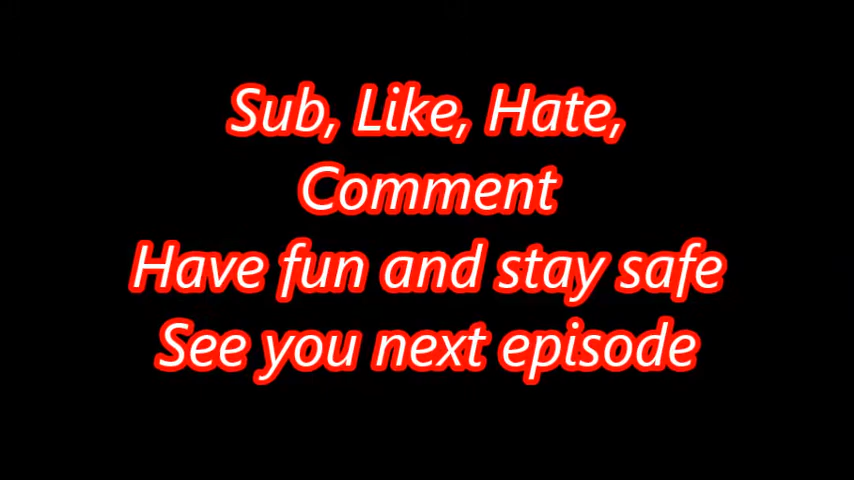 Sub, Like, Hate,
Comment
Have fun and stay safe
See you next episode